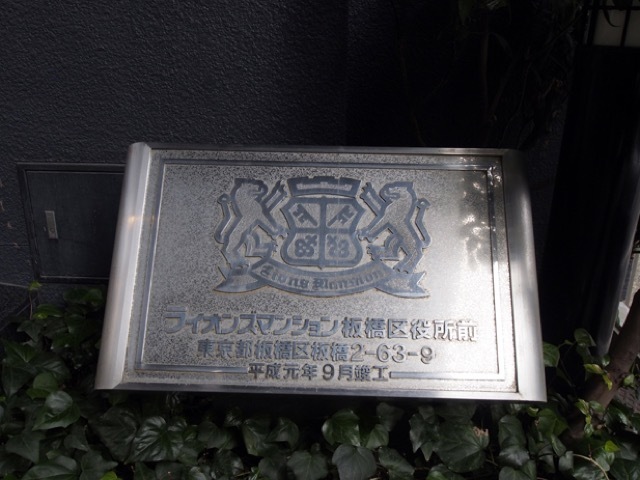 Lions Mansion
ライオンズマンション板橋区役所前
東京都板橋区板橋2-63-9
平成元年9月竣工